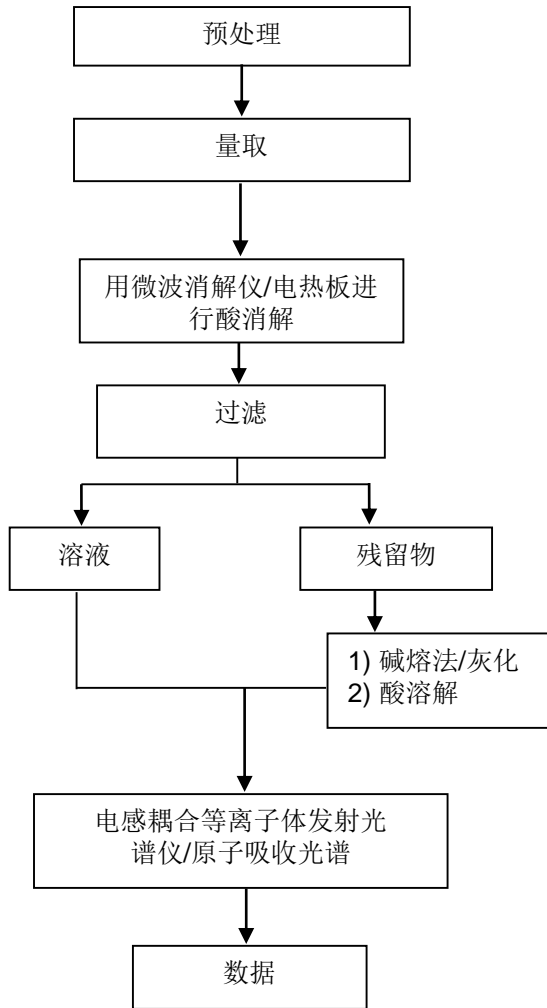 预处理
量取
用微波消解仪/电热板进
行酸消解
过滤
溶液
残留物
1) 碱熔法/灰化
2) 酸溶解
电感耦合等离子体发射光
谱仪/原子吸收光谱
数据